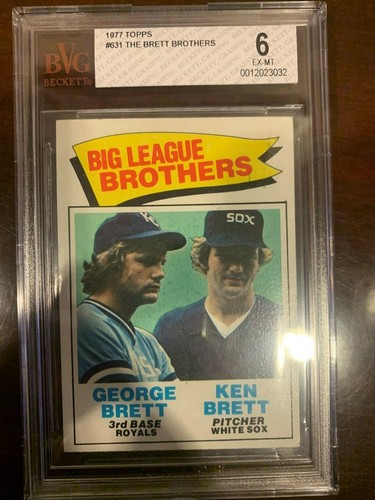 BVG
BECKETT
1977 TOPPS
#631 THE BRETT BROTHERS
6
EX-MT
0012023032
BIG LEAGUE
BROTHERS
KC
SOX
GEORGE
BRETT
3rd BASE
ROYALS
KEN
BRETT
PITCHER
WHITE SOX